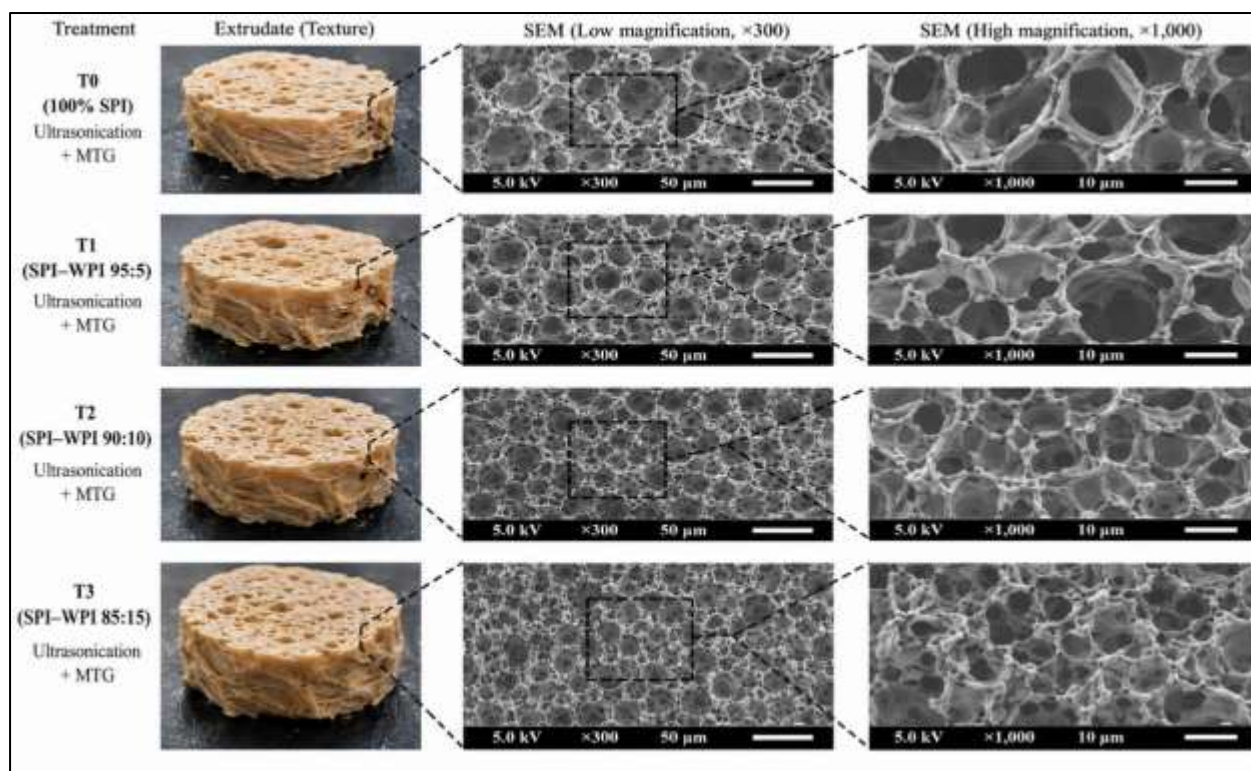 Treatment
Extrudate (Texture)
SEM (Low magnification, ×300)
SEM (High magnification, ×1,000)
T0
(100% SPI)
Ultrasonication
+ MTG
5.0 kV ×300 50 μm
5.0 kV ×1,000 10 μm
T1
(SPI–WPI 95:5)
Ultrasonication
+ MTG
5.0 kV ×300 50 μm
5.0 kV ×1,000 10 μm
T2
(SPI–WPI 90:10)
Ultrasonication
+ MTG
5.0 kV ×300 50 μm
5.0 kV ×1,000 10 μm
T3
(SPI–WPI 85:15)
Ultrasonication
+ MTG
5.0 kV ×300 50 μm
5.0 kV ×1,000 10 μm